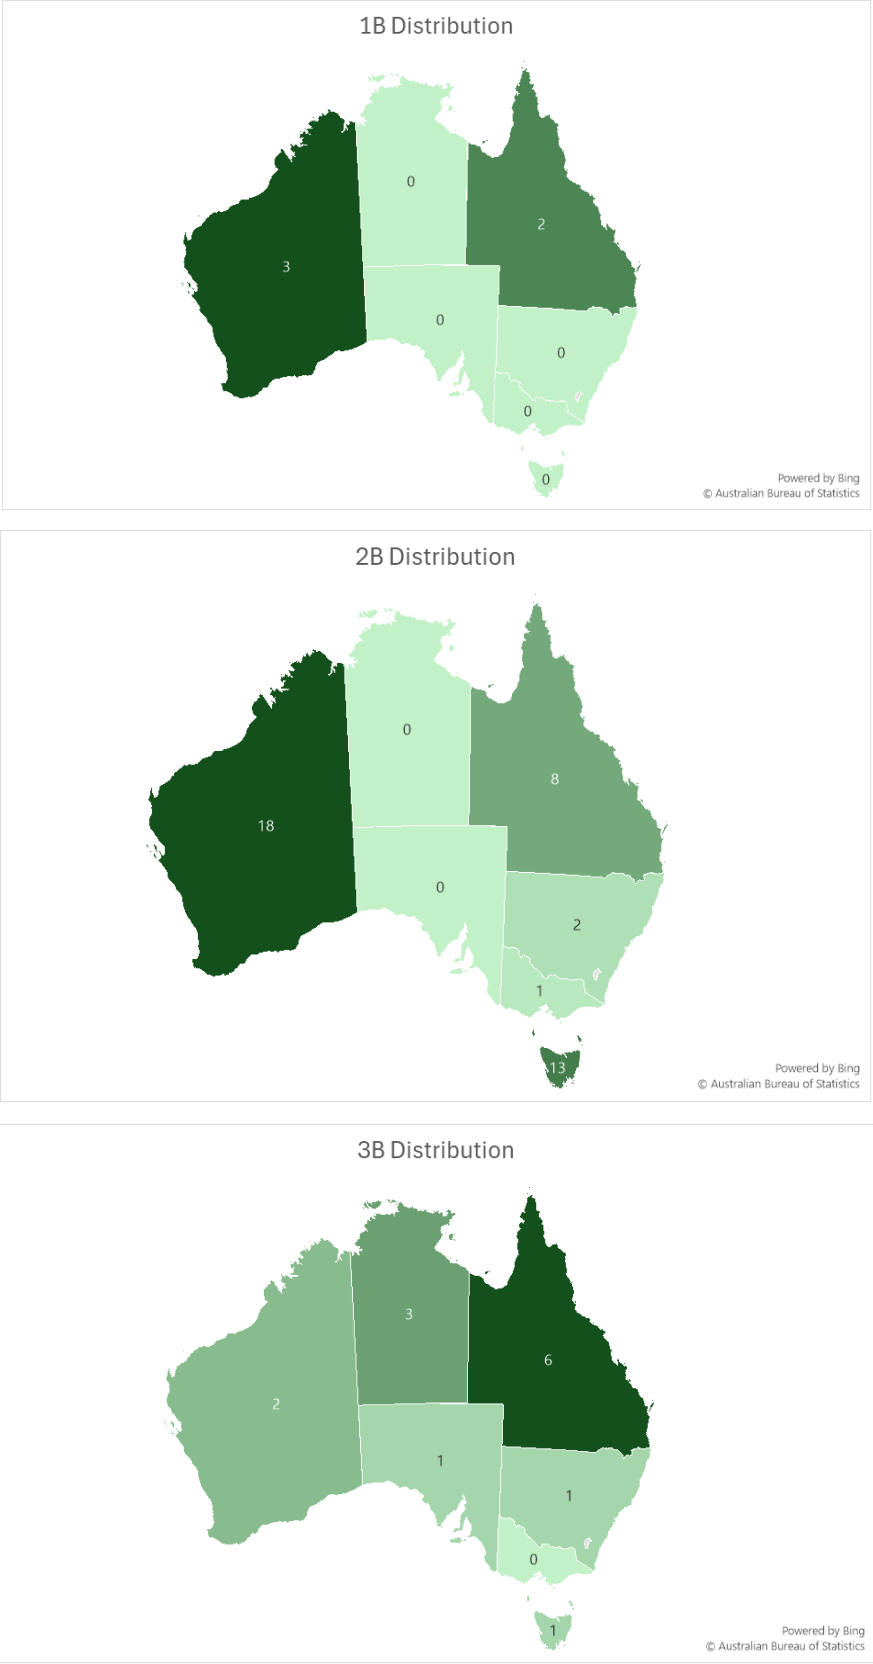 1B Distribution
0
2
3
0
0
0
0
Powered by Bing
© Australian Bureau of Statistics
2B Distribution
0
8
18
0
2
1
13
Powered by Bing
© Australian Bureau of Statistics
3B Distribution
3
6
2
1
1
0
1
Powered by Bing
© Australian Bureau of Statistics